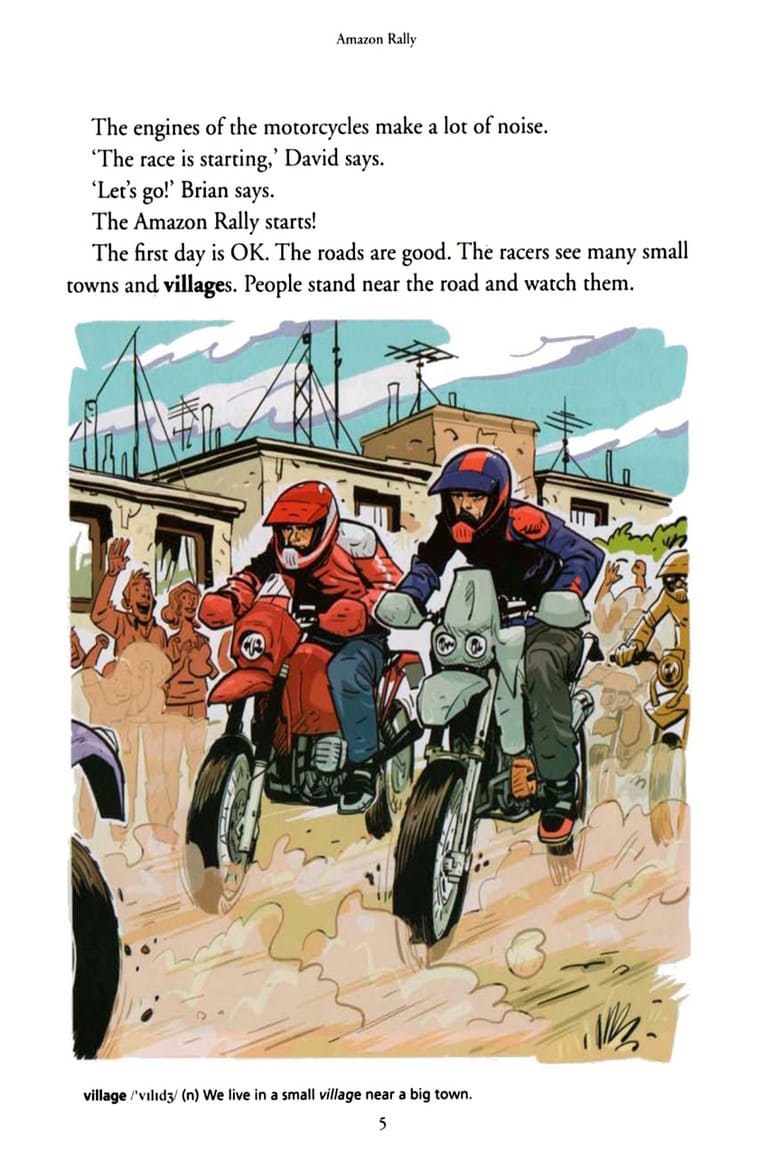 Amazon Rally
The engines of the motorcycles make a lot of noise.
‘The race is starting,’ David says.
‘Let’s go!’ Brian says.
The Amazon Rally starts!
The first day is OK. The roads are good. The racers see many small
towns and villages. People stand near the road and watch them.
village /ˈvɪlɪdʒ/ (n) We live in a small village near a big town.
5